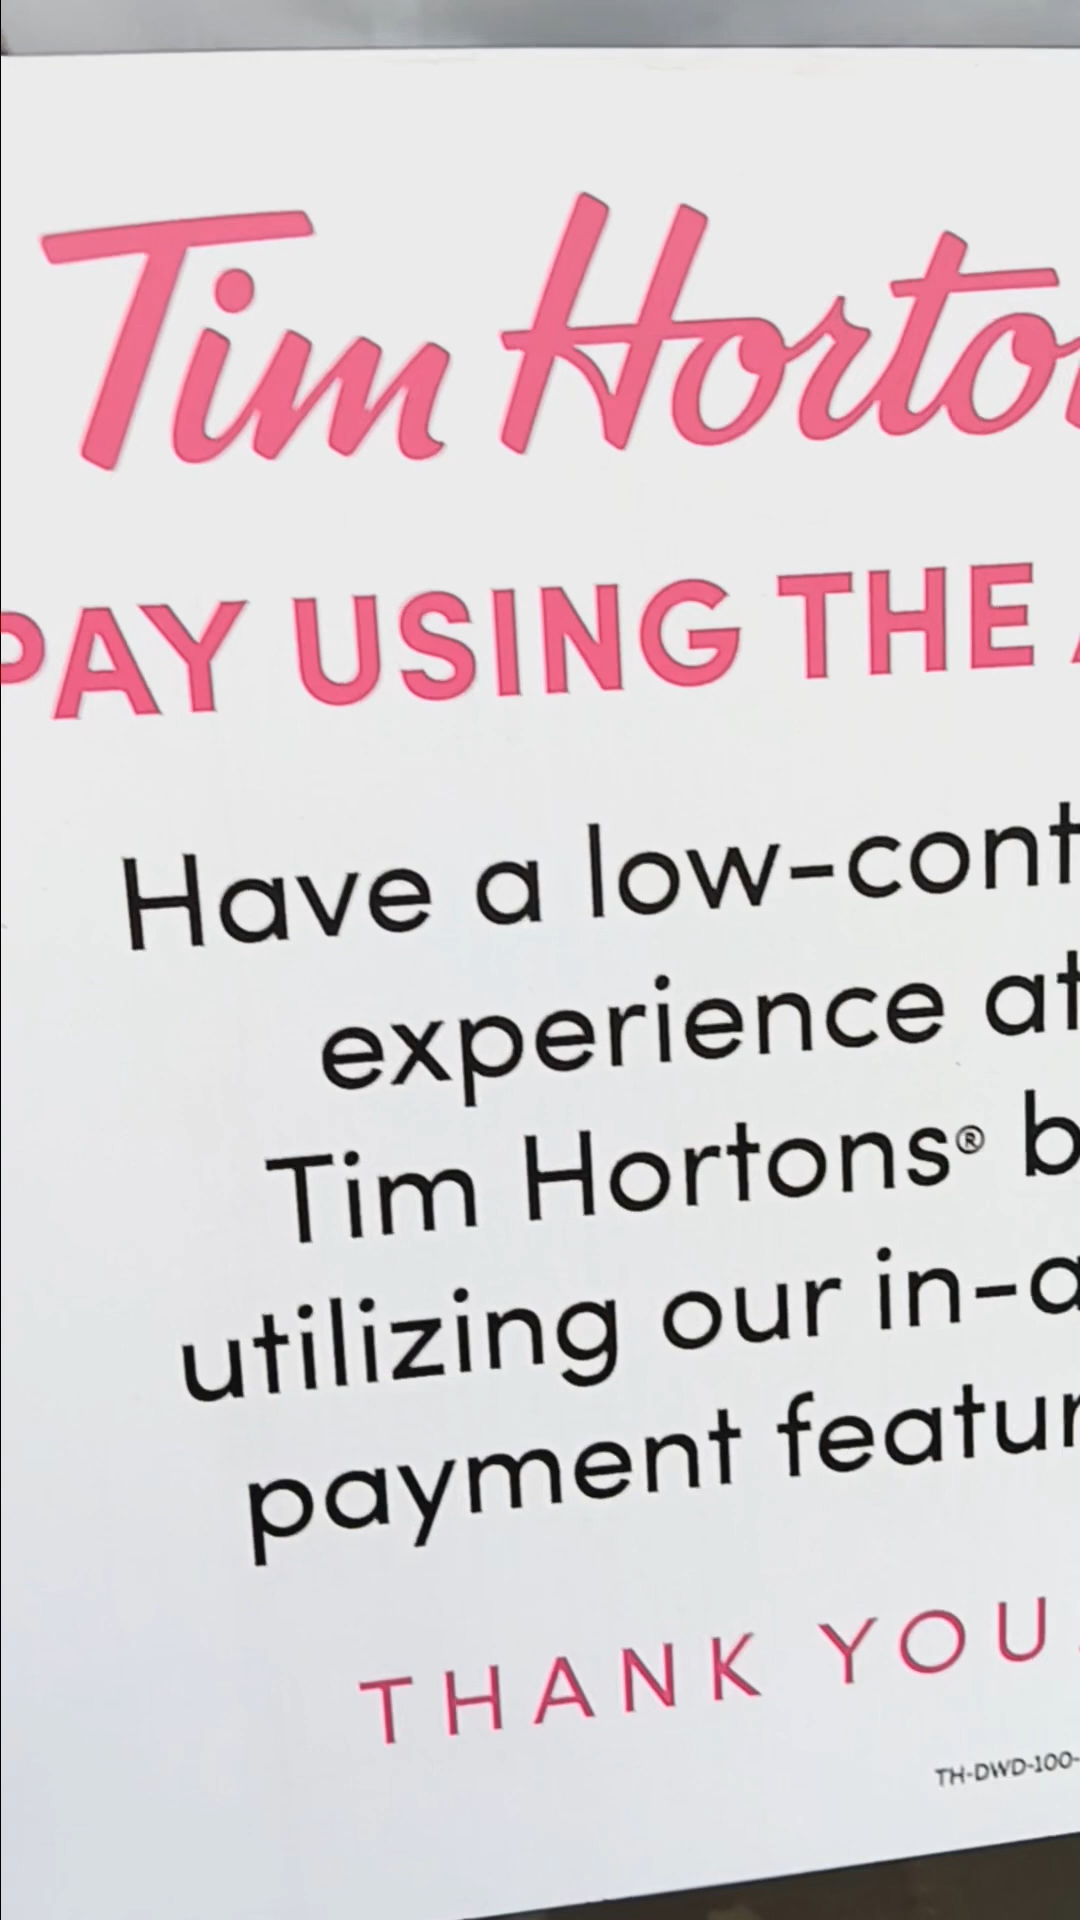 Tim Horton
PAY USING THE
Have a low-cont
experience at
Tim Hortons® b
utilizing our in-a
payment featur
THANK YOU.
TH-DWD-100-